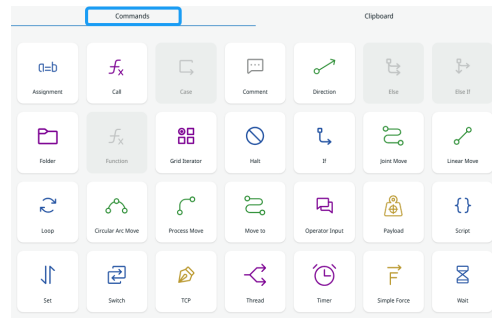 Commands Clipboard
a=b fx
Assignment Call Case Comment Direction Else Else If
fx
Folder Function Grid Iterator Halt If Joint Move Linear Move
{}
Loop Circular Arc Move Process Move Move to Operator Input Payload Script
F
Set Switch TCP Thread Timer Simple Force Wait